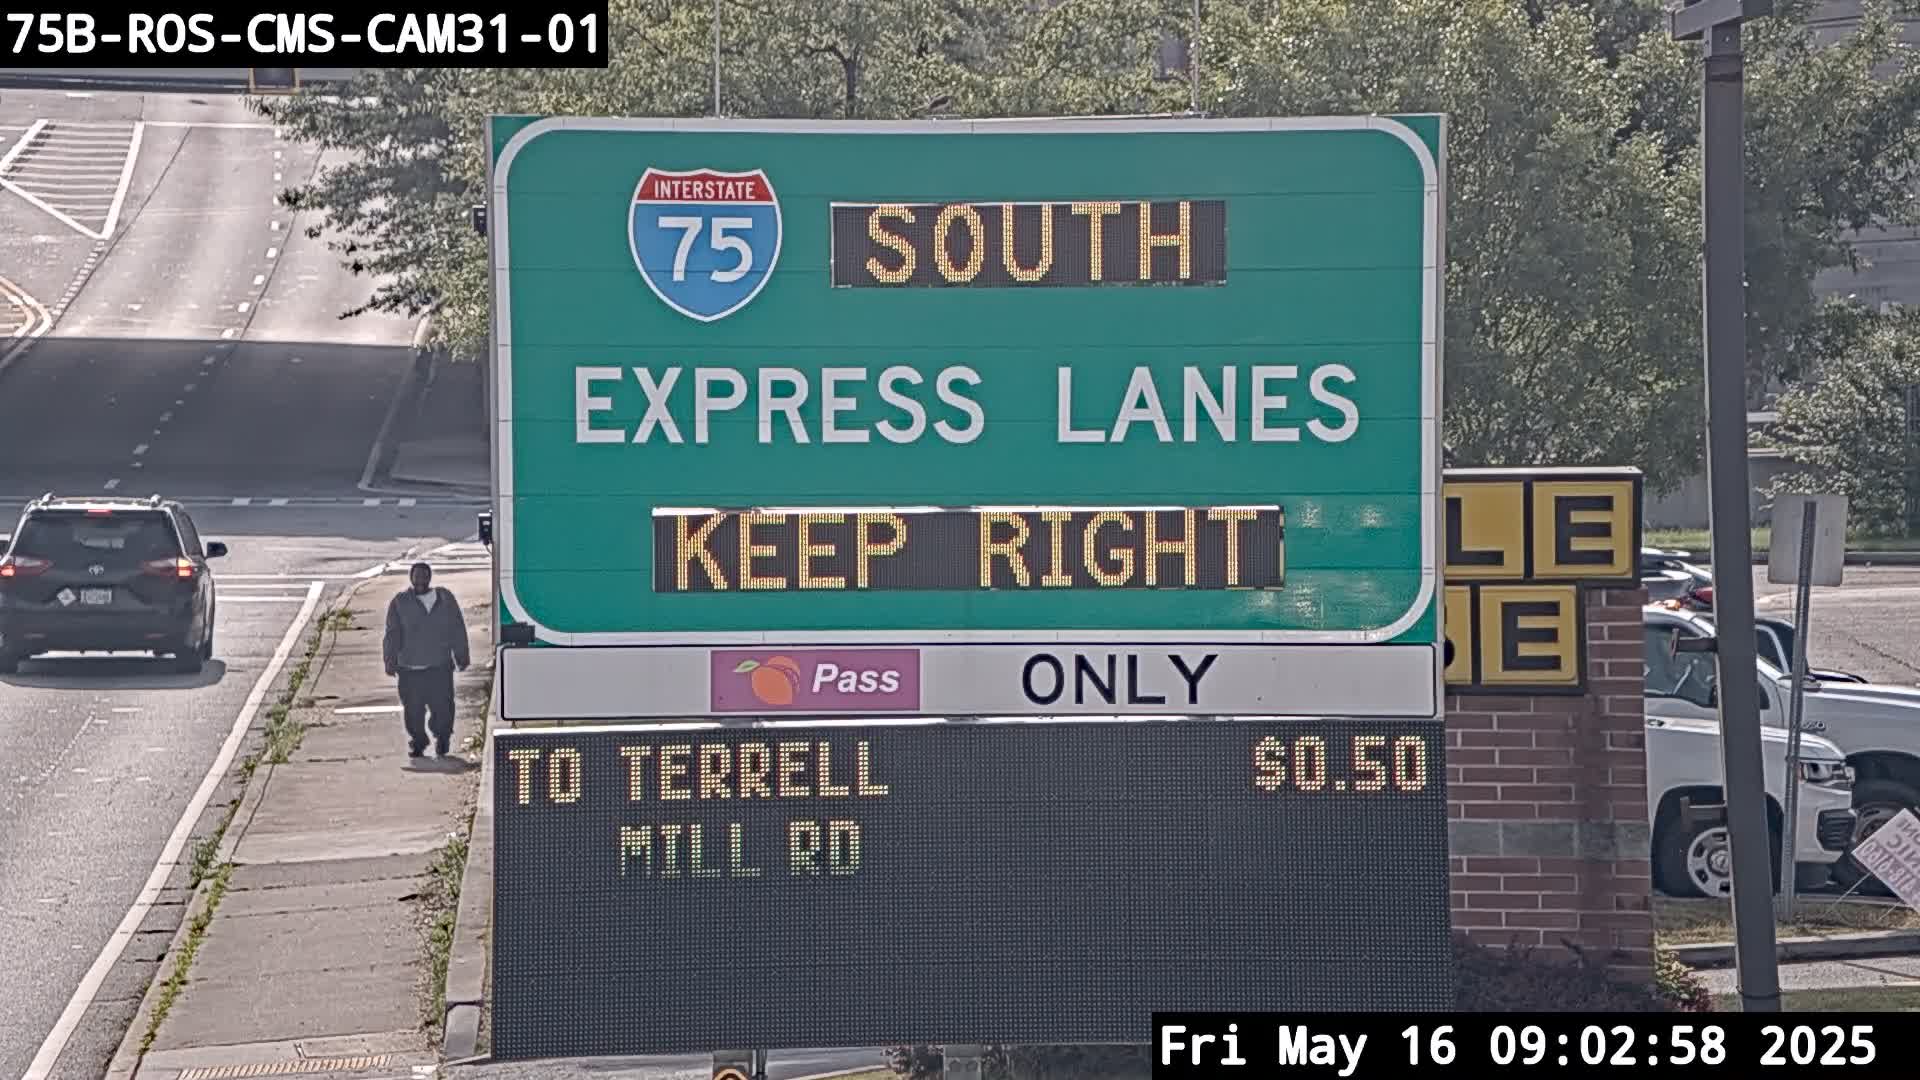 75B-ROS-CMS-CAM31-01
INTERSTATE
75
SOUTH
EXPRESS LANES
KEEP RIGHT
Pass
ONLY
TO TERRELL $0.50
MILL RD
LE
E
Fri May 16 09:02:58 2025